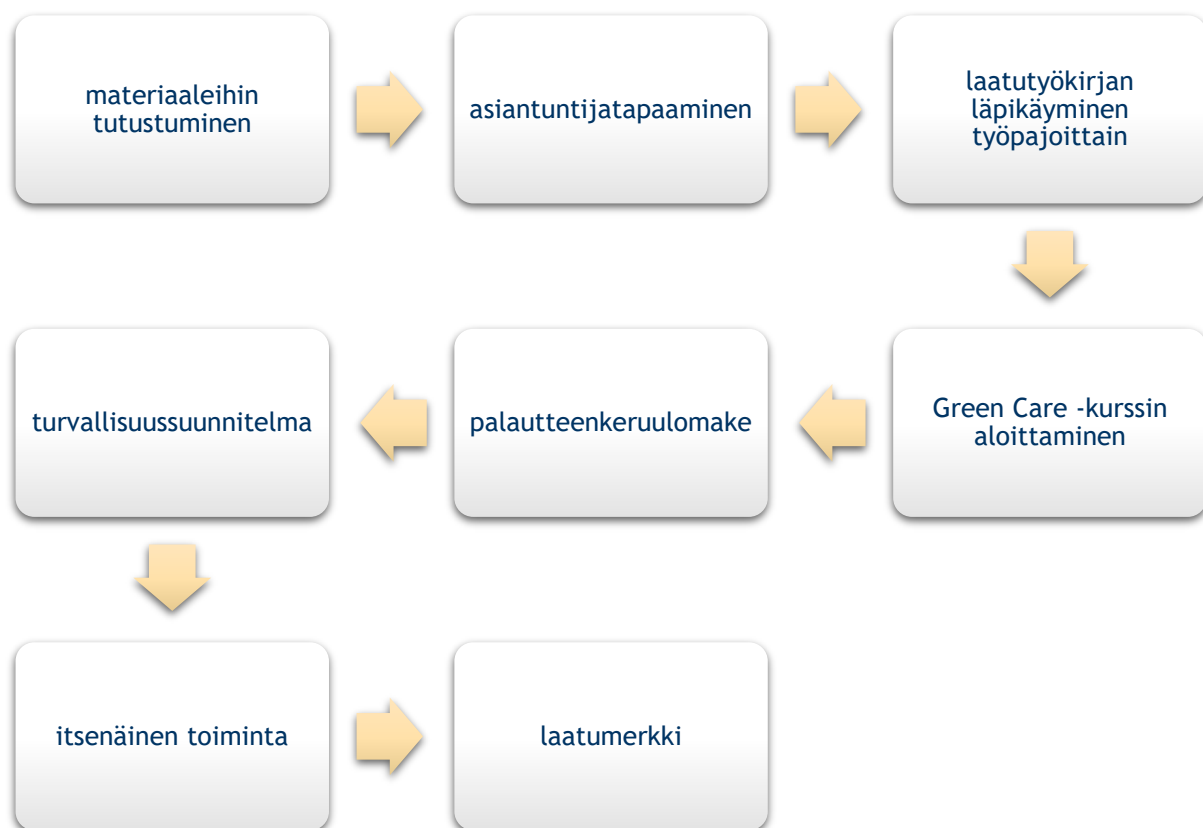 materiaaleihin
tutustuminen
asiantuntijatapaaminen
laatutyökirjan
läpikäyminen
työpajoittain
Green Care -kurssin
aloittaminen
palautteenkeruulomake
turvallisuussuunnitelma
itsenäinen toiminta
laatumerkki